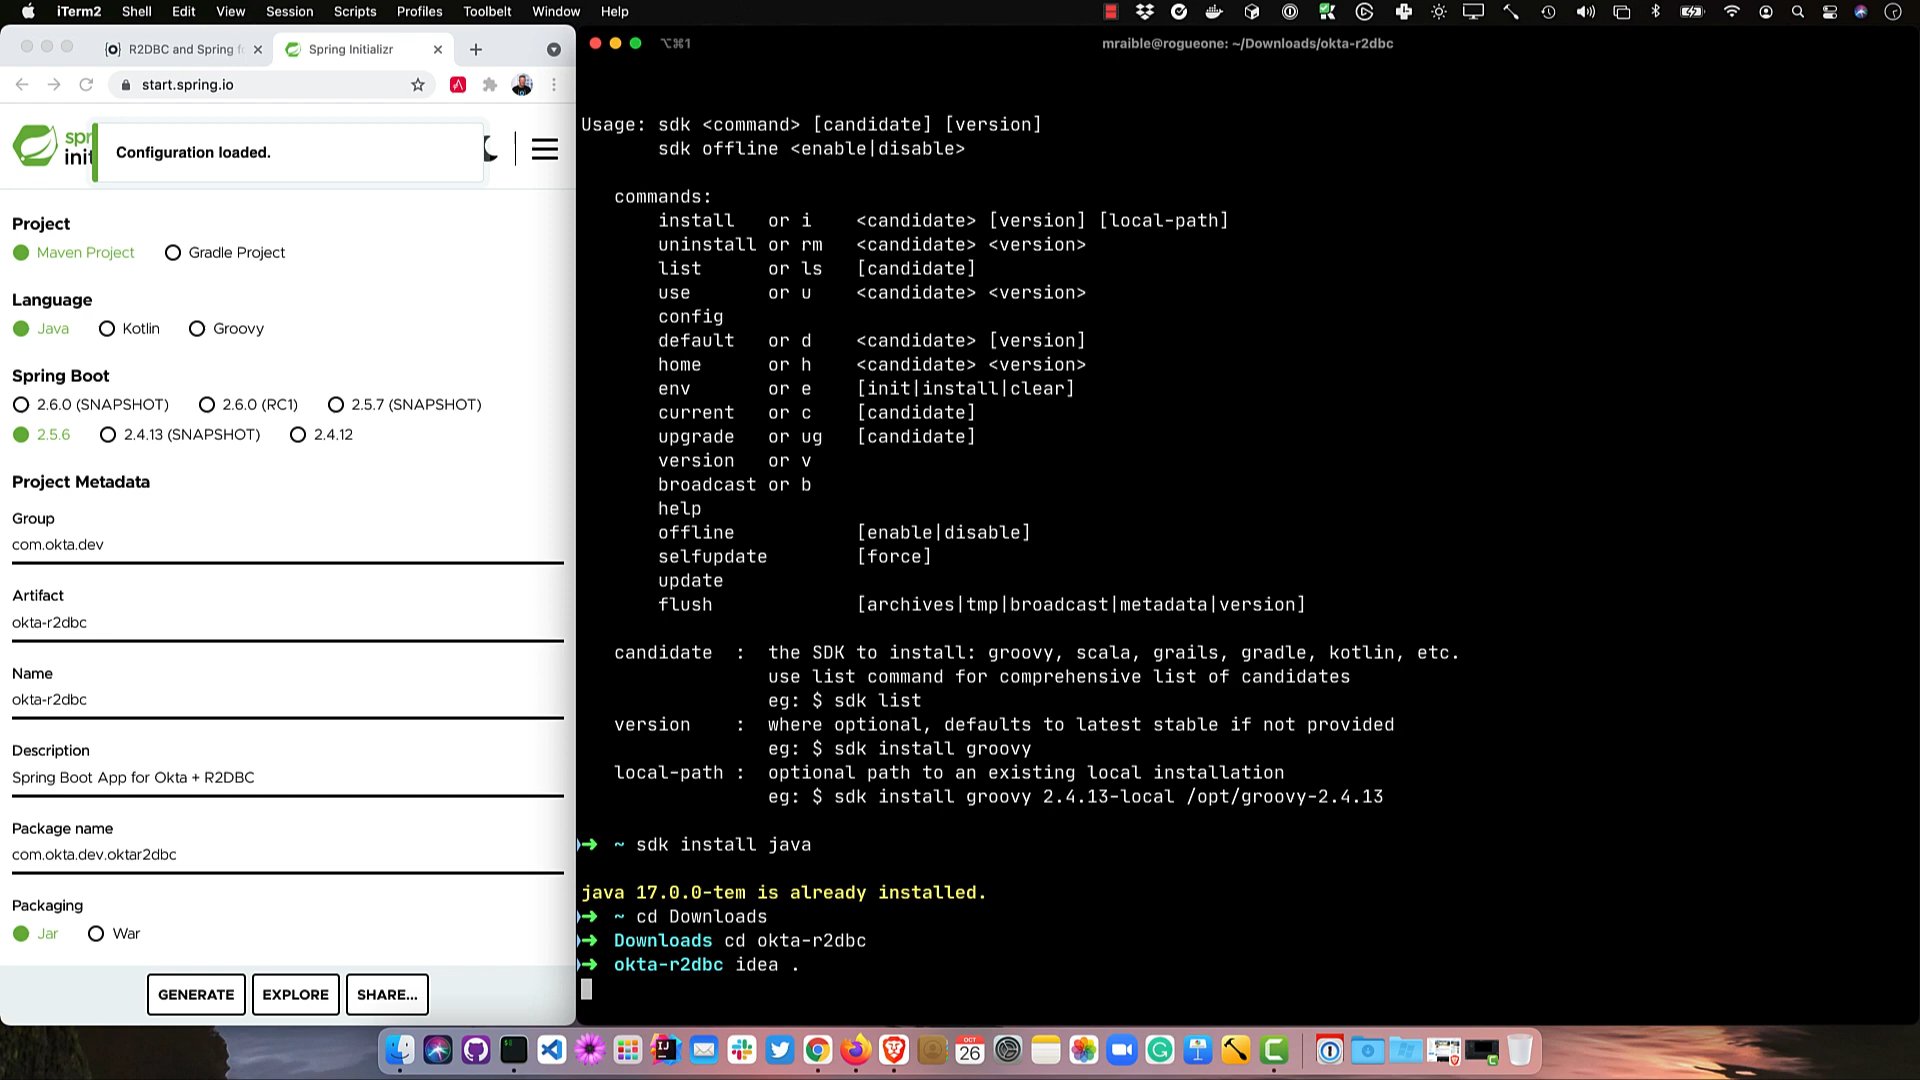 iTerm2 Shell Edit View Session Scripts Profiles Toolbelt Window Help
R2DBC and Spring fo
Spring Initializr
start.spring.io
spr
init
Configuration loaded.
Project
Maven Project Gradle Project
Language
Java Kotlin Groovy
Spring Boot
2.6.0 (SNAPSHOT) 2.6.0 (RC1) 2.5.7 (SNAPSHOT)
2.5.6 2.4.13 (SNAPSHOT) 2.4.12
Project Metadata
Group
com.okta.dev
Artifact
okta-r2dbc
Name
okta-r2dbc
Description
Spring Boot App for Okta + R2DBC
Package name
com.okta.dev.oktar2dbc
Packaging
Jar War
GENERATE EXPLORE SHARE...
⌥⌘1
mraible@rogueone: ~/Downloads/okta-r2dbc
Usage: sdk <command> [candidate] [version]
sdk offline <enable|disable>
commands:
install or i <candidate> [version] [local-path]
uninstall or rm <candidate> <version>
list or ls [candidate]
use or u <candidate> <version>
config
default or d <candidate> [version]
home or h <candidate> <version>
env or e [init|install|clear]
current or c [candidate]
upgrade or ug [candidate]
version or v
broadcast or b
help
offline [enable|disable]
selfupdate [force]
update
flush [archives|tmp|broadcast|metadata|version]
candidate : the SDK to install: groovy, scala, grails, gradle, kotlin, etc.
use list command for comprehensive list of candidates
eg: $ sdk list
version : where optional, defaults to latest stable if not provided
eg: $ sdk install groovy
local-path : optional path to an existing local installation
eg: $ sdk install groovy 2.4.13-local /opt/groovy-2.4.13
➜ ~ sdk install java
java 17.0.0-tem is already installed.
➜ ~ cd Downloads
➜ Downloads cd okta-r2dbc
➜ okta-r2dbc idea .
OCT
26